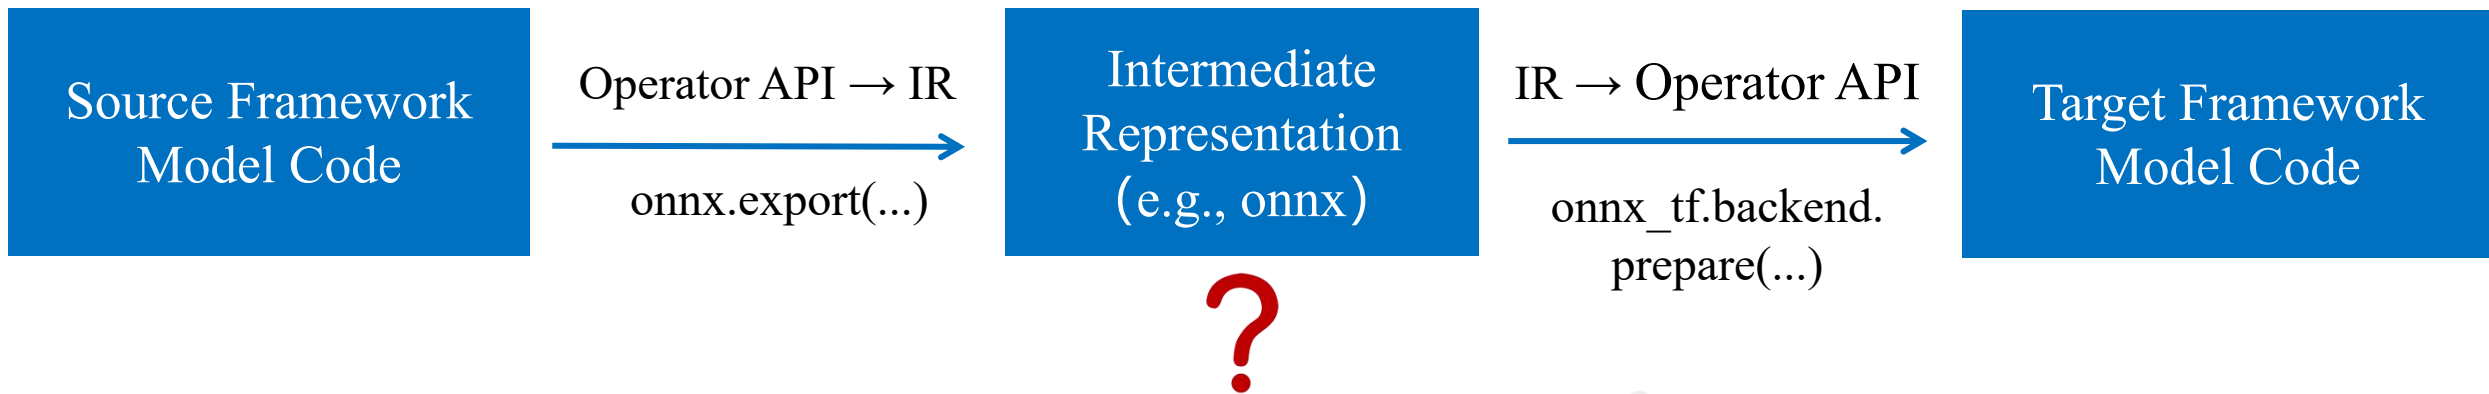 Source Framework
Model Code
Operator API → IR
onnx.export(...)
Intermediate
Representation
(e.g., onnx)
?
IR → Operator API
onnx_tf.backend.
prepare(...)
Target Framework
Model Code